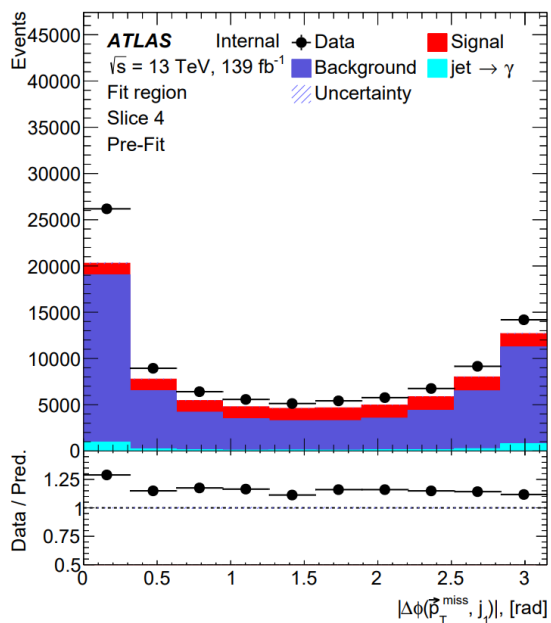 Events
45000
40000
35000
30000
25000
20000
15000
10000
5000
0
ATLAS Internal
√s = 13 TeV, 139 fb⁻¹
Fit region
Slice 4
Pre-Fit
Data
Signal
Background
jet → γ
Uncertainty
Data / Pred.
1.25
1
0.75
0.5
0 0.5 1 1.5 2 2.5 3
|Δϕ(p⃗_T^miss, j₁)|, [rad]